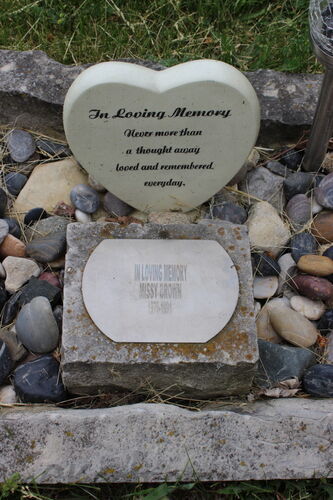 In Loving Memory
Never more than
a thought away
loved and remembered
everyday.
IN LOVING MEMORY
MISSY BROWN